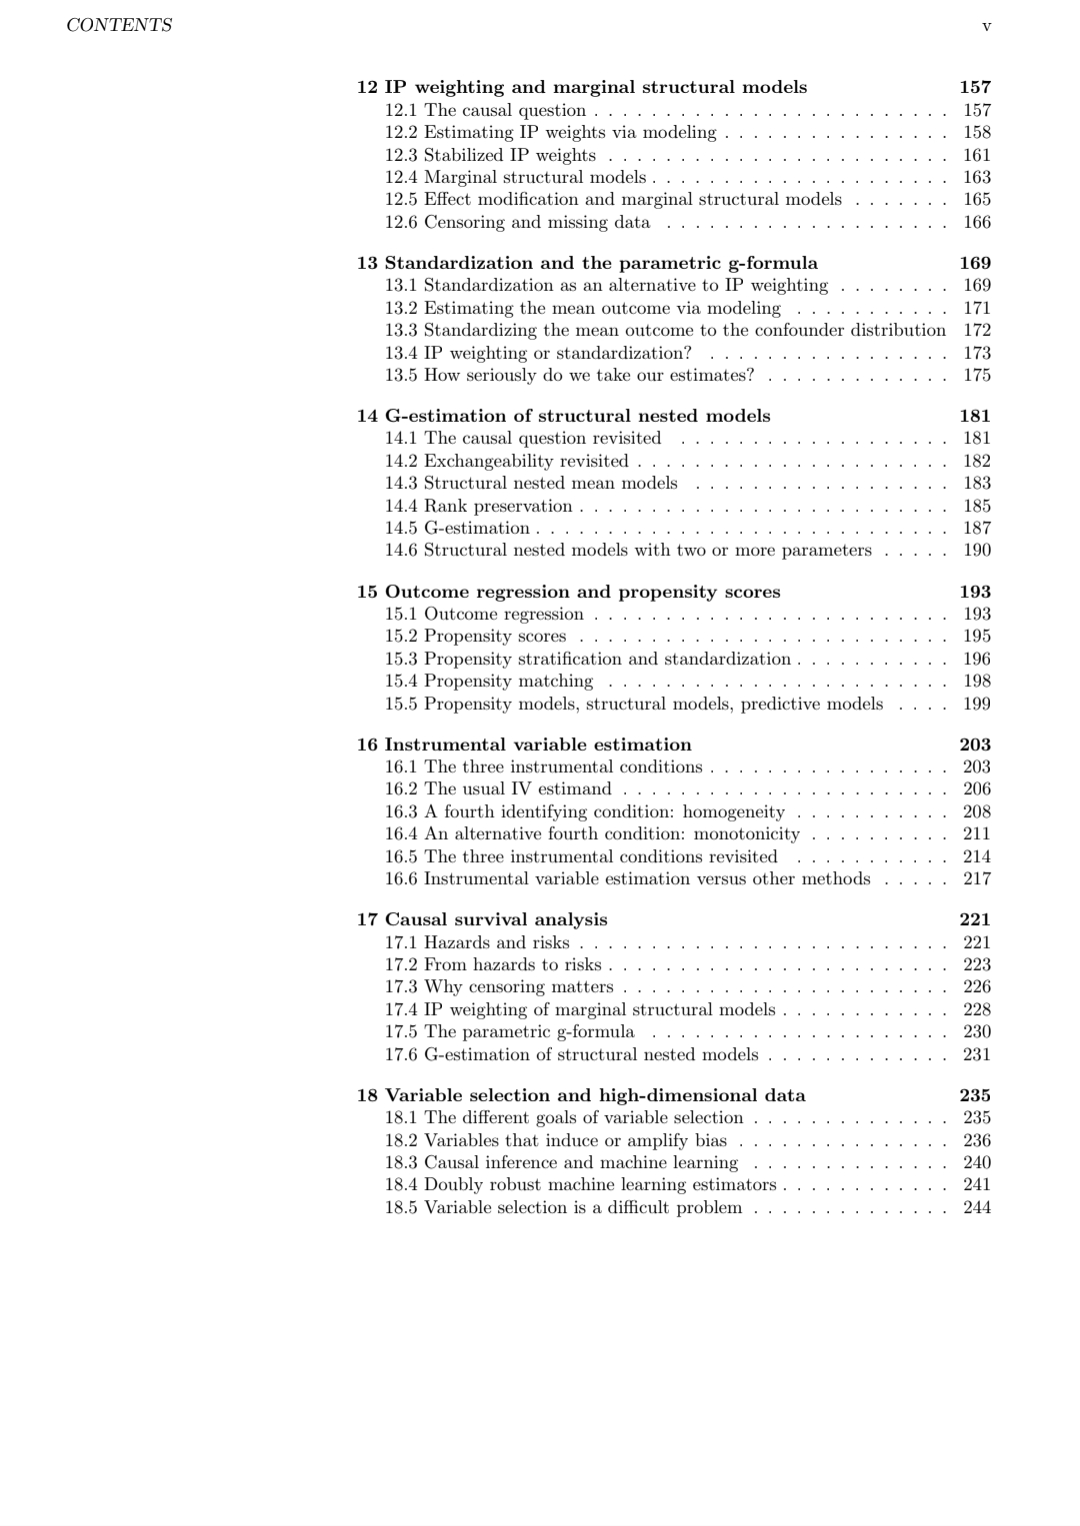 CONTENTS v
12 IP weighting and marginal structural models 157
12.1 The causal question . . . . . . . . . . . . . . . . . . . . . . . . . 157
12.2 Estimating IP weights via modeling . . . . . . . . . . . . . . . . 158
12.3 Stabilized IP weights . . . . . . . . . . . . . . . . . . . . . . . . 161
12.4 Marginal structural models . . . . . . . . . . . . . . . . . . . . . 163
12.5 Effect modification and marginal structural models . . . . . . . 165
12.6 Censoring and missing data . . . . . . . . . . . . . . . . . . . . 166
13 Standardization and the parametric g-formula 169
13.1 Standardization as an alternative to IP weighting . . . . . . . . 169
13.2 Estimating the mean outcome via modeling . . . . . . . . . . . 171
13.3 Standardizing the mean outcome to the confounder distribution 172
13.4 IP weighting or standardization? . . . . . . . . . . . . . . . . . 173
13.5 How seriously do we take our estimates? . . . . . . . . . . . . . 175
14 G-estimation of structural nested models 181
14.1 The causal question revisited . . . . . . . . . . . . . . . . . . . 181
14.2 Exchangeability revisited . . . . . . . . . . . . . . . . . . . . . . 182
14.3 Structural nested mean models . . . . . . . . . . . . . . . . . . 183
14.4 Rank preservation . . . . . . . . . . . . . . . . . . . . . . . . . . 185
14.5 G-estimation . . . . . . . . . . . . . . . . . . . . . . . . . . . . . 187
14.6 Structural nested models with two or more parameters . . . . . 190
15 Outcome regression and propensity scores 193
15.1 Outcome regression . . . . . . . . . . . . . . . . . . . . . . . . . 193
15.2 Propensity scores . . . . . . . . . . . . . . . . . . . . . . . . . . 195
15.3 Propensity stratification and standardization . . . . . . . . . . . 196
15.4 Propensity matching . . . . . . . . . . . . . . . . . . . . . . . . 198
15.5 Propensity models, structural models, predictive models . . . . 199
16 Instrumental variable estimation 203
16.1 The three instrumental conditions . . . . . . . . . . . . . . . . . 203
16.2 The usual IV estimand . . . . . . . . . . . . . . . . . . . . . . . 206
16.3 A fourth identifying condition: homogeneity . . . . . . . . . . . 208
16.4 An alternative fourth condition: monotonicity . . . . . . . . . . 211
16.5 The three instrumental conditions revisited . . . . . . . . . . . 214
16.6 Instrumental variable estimation versus other methods . . . . . 217
17 Causal survival analysis 221
17.1 Hazards and risks . . . . . . . . . . . . . . . . . . . . . . . . . . 221
17.2 From hazards to risks . . . . . . . . . . . . . . . . . . . . . . . . 223
17.3 Why censoring matters . . . . . . . . . . . . . . . . . . . . . . . 226
17.4 IP weighting of marginal structural models . . . . . . . . . . . . 228
17.5 The parametric g-formula . . . . . . . . . . . . . . . . . . . . . 230
17.6 G-estimation of structural nested models . . . . . . . . . . . . . 231
18 Variable selection and high-dimensional data 235
18.1 The different goals of variable selection . . . . . . . . . . . . . . 235
18.2 Variables that induce or amplify bias . . . . . . . . . . . . . . . 236
18.3 Causal inference and machine learning . . . . . . . . . . . . . . 240
18.4 Doubly robust machine learning estimators . . . . . . . . . . . . 241
18.5 Variable selection is a difficult problem . . . . . . . . . . . . . . 244